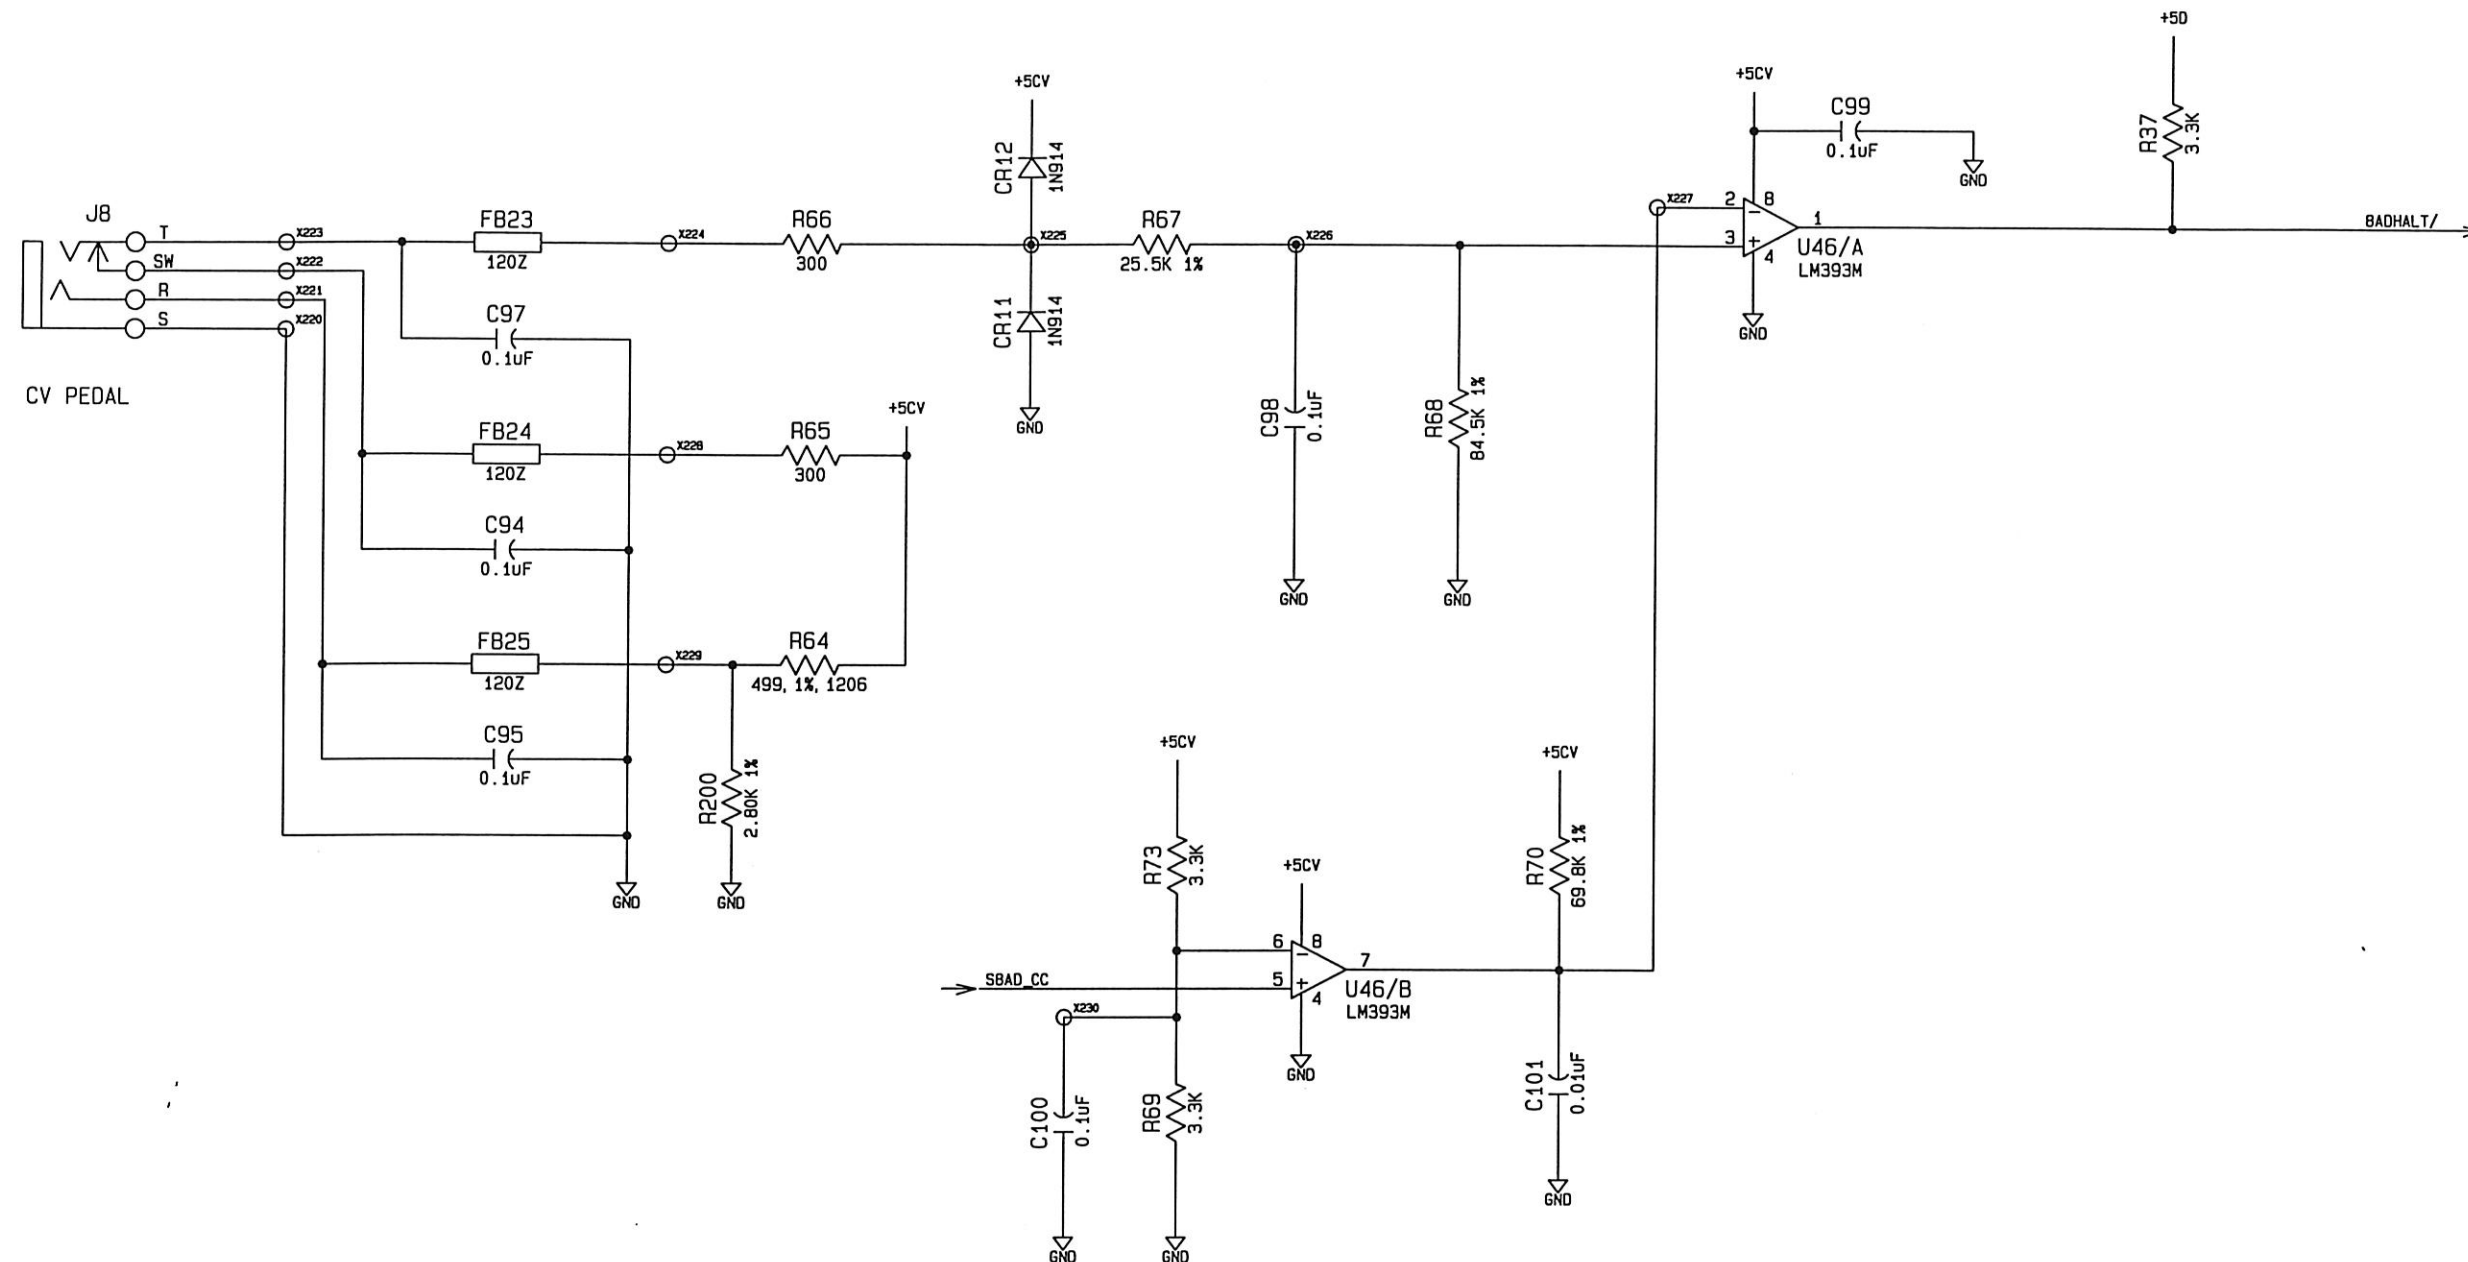 +5D
+5CV
+5CV
C99
0.1uF
GND
R37
3.3K
CR12
1N914
J8
T
X223
FB23
120Z
X224
R66
300
X225
R67
25.5K 1%
X226
X227
2
8
3
4
1
U46/A
LM393M
BADHALT/
SW
X222
R
X221
S
X220
C97
0.1uF
CR11
1N914
GND
GND
CV PEDAL
FB24
120Z
X228
R65
300
+5CV
C98
0.1uF
R68
84.5K 1%
C94
0.1uF
GND
GND
FB25
120Z
X229
R64
499, 1%, 1206
C95
0.1uF
R200
2.80K 1%
GND
GND
+5CV
+5CV
R73
3.3K
+5CV
R70
69.8K 1%
6
8
5
4
7
SBAD_CC
U46/B
LM393M
X230
GND
C100
0.1uF
R69
3.3K
C101
0.01uF
GND
GND
GND